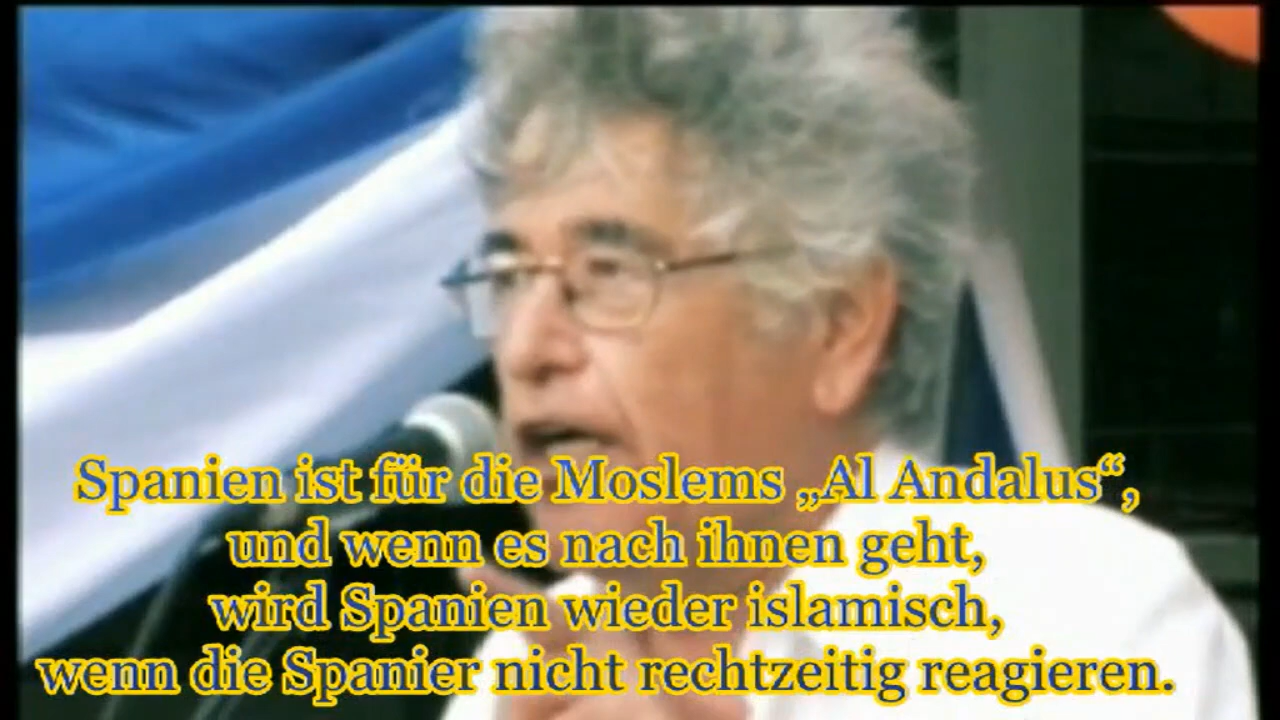 Spanien ist für die Moslems „Al Andalus“,
und wenn es nach ihnen geht,
wird Spanien wieder islamisch,
wenn die Spanier nicht rechtzeitig reagieren.